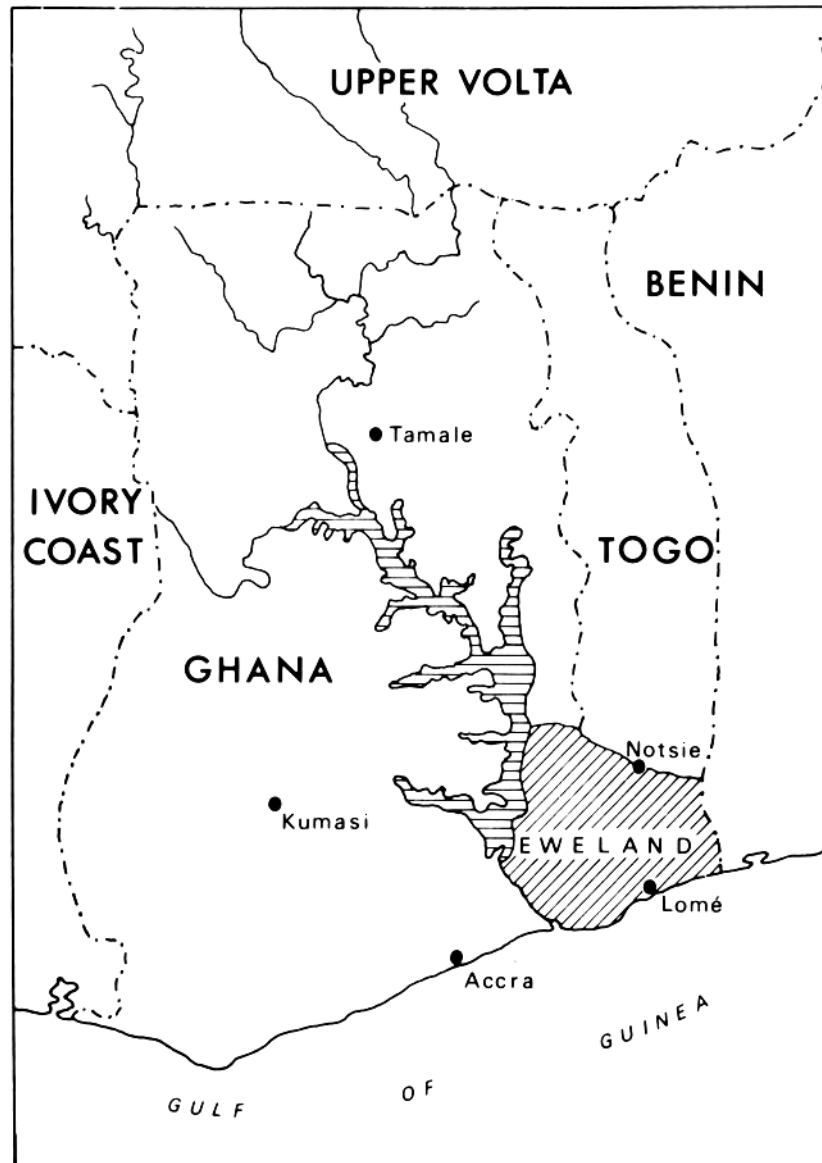 UPPER VOLTA
BENIN
Tamale
IVORY
COAST
TOGO
GHANA
Notsie
Kumasi
EWELAND
Lomé
Accra
GULF OF GUINEA